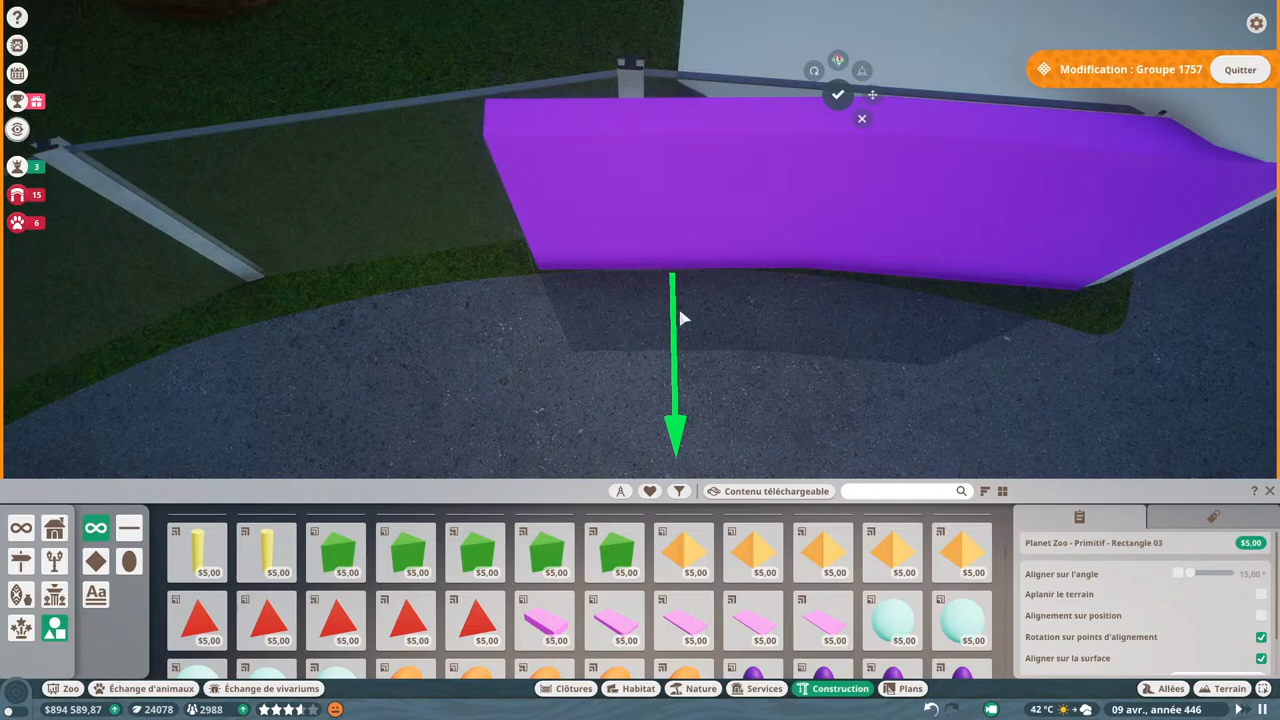 Modification : Groupe 1757
Quitter
3
15
6
Contenu téléchargeable
Aa
$5,00 $5,00 $5,00 $5,00 $5,00 $5,00 $5,00 $5,00 $5,00 $5,00 $5,00 $5,00
$5,00 $5,00 $5,00 $5,00 $5,00 $5,00 $5,00 $5,00 $5,00 $5,00 $5,00 $5,00
Planet Zoo - Primitif - Rectangle 03 $5,00
Aligner sur l'angle 15,00 °
Aplanir le terrain
Alignement sur position
Rotation sur points d'alignement
Aligner sur la surface
Zoo
Échange d'animaux
Échange de vivariums
Clôtures
Habitat
Nature
Services
Construction
Plans
Allées
Terrain
$894 589,87
24078
2988
42 °C
09 avr., année 446